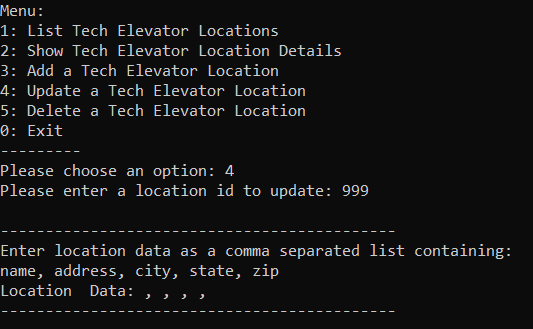 Menu:
1: List Tech Elevator Locations
2: Show Tech Elevator Location Details
3: Add a Tech Elevator Location
4: Update a Tech Elevator Location
5: Delete a Tech Elevator Location
0: Exit
---------
Please choose an option: 4
Please enter a location id to update: 999
--------------------------------------------
Enter location data as a comma separated list containing:
name, address, city, state, zip
Location  Data: , , , ,
--------------------------------------------